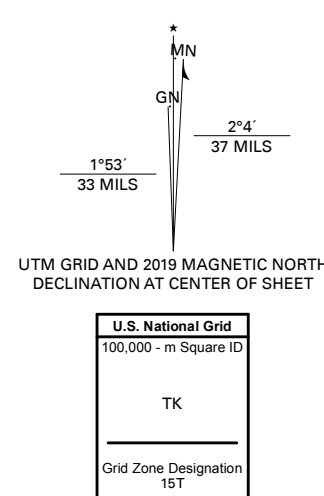 ★
MN
GN
2°4´
37 MILS
1°53´
33 MILS
UTM GRID AND 2019 MAGNETIC NORTH
DECLINATION AT CENTER OF SHEET
U.S. National Grid
100,000 - m Square ID
TK
Grid Zone Designation
15T